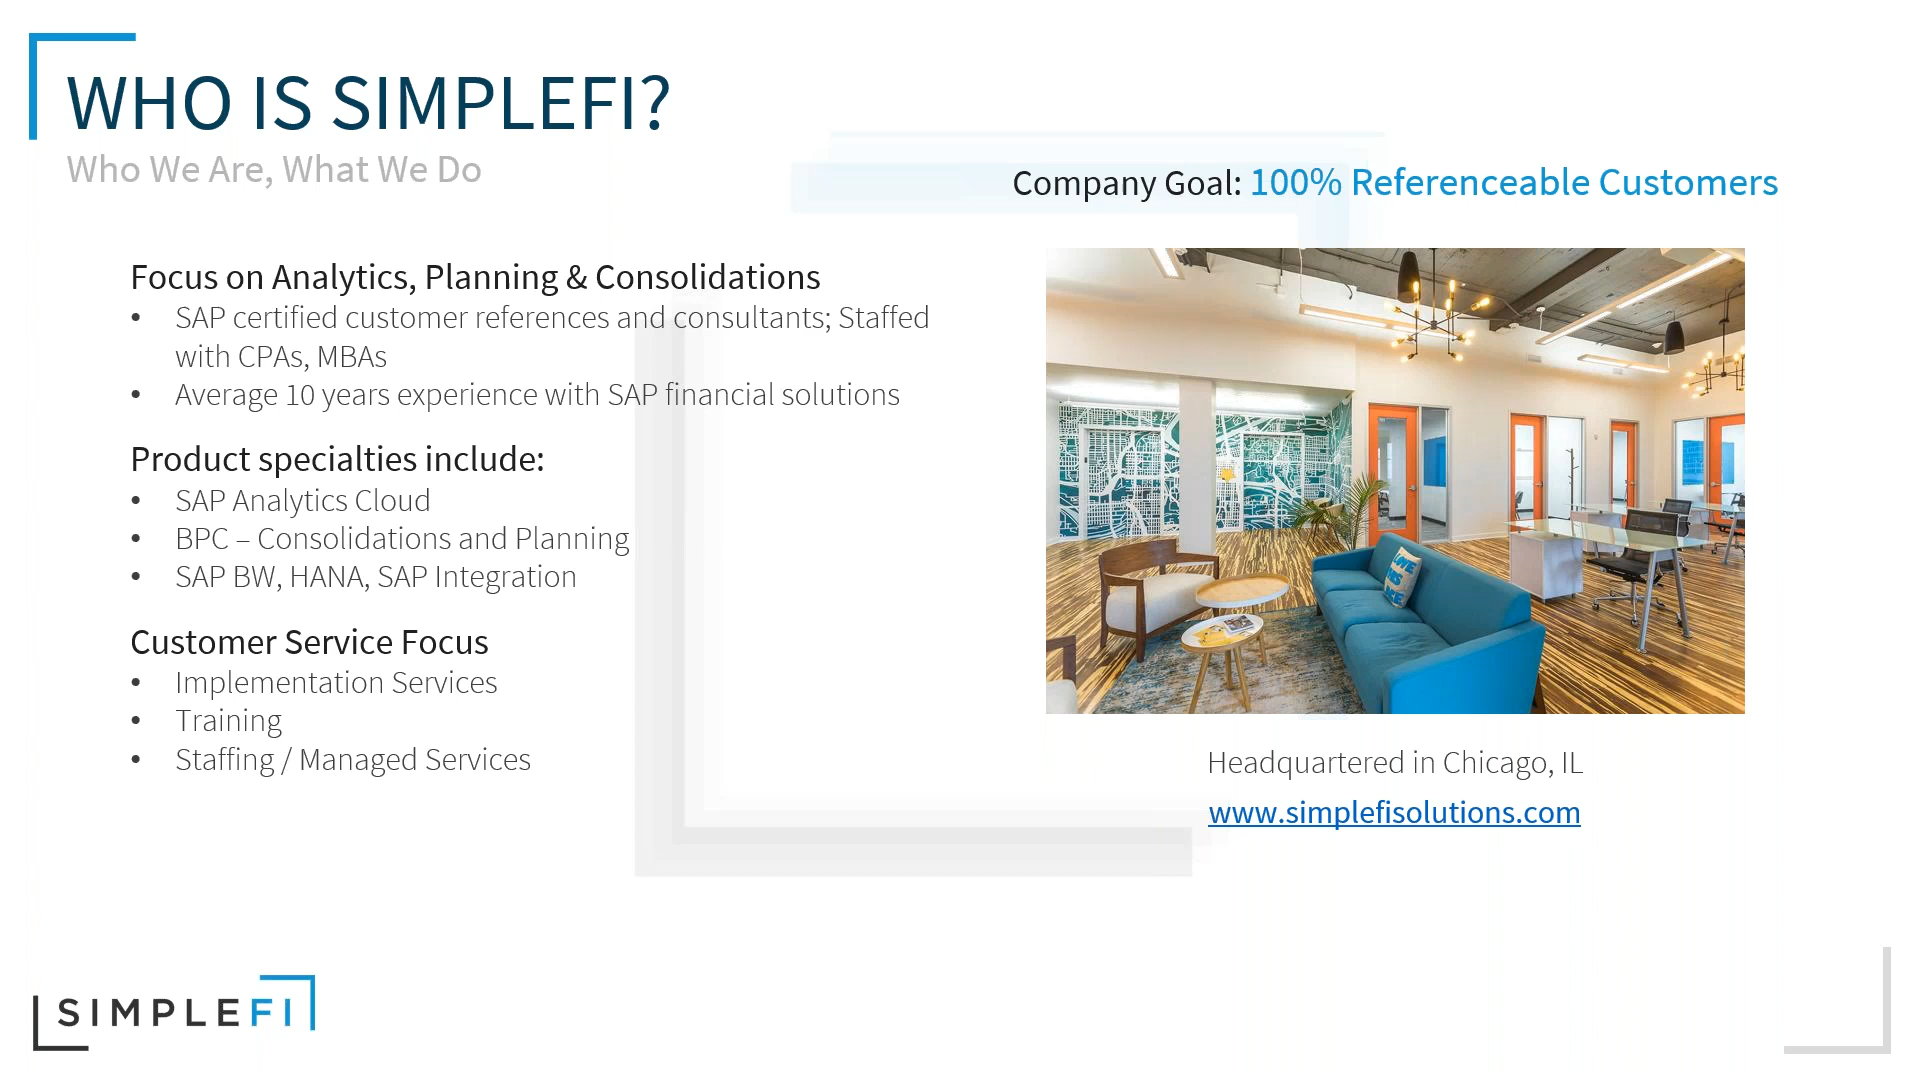 WHO IS SIMPLEFI?
Who We Are, What We Do
Company Goal: 100% Referenceable Customers
Focus on Analytics, Planning & Consolidations
• SAP certified customer references and consultants; Staffed
with CPAs, MBAs
• Average 10 years experience with SAP financial solutions
Product specialties include:
• SAP Analytics Cloud
• BPC – Consolidations and Planning
• SAP BW, HANA, SAP Integration
Customer Service Focus
• Implementation Services
• Training
• Staffing / Managed Services
Headquartered in Chicago, IL
www.simplefisolutions.com
SIMPLEFI